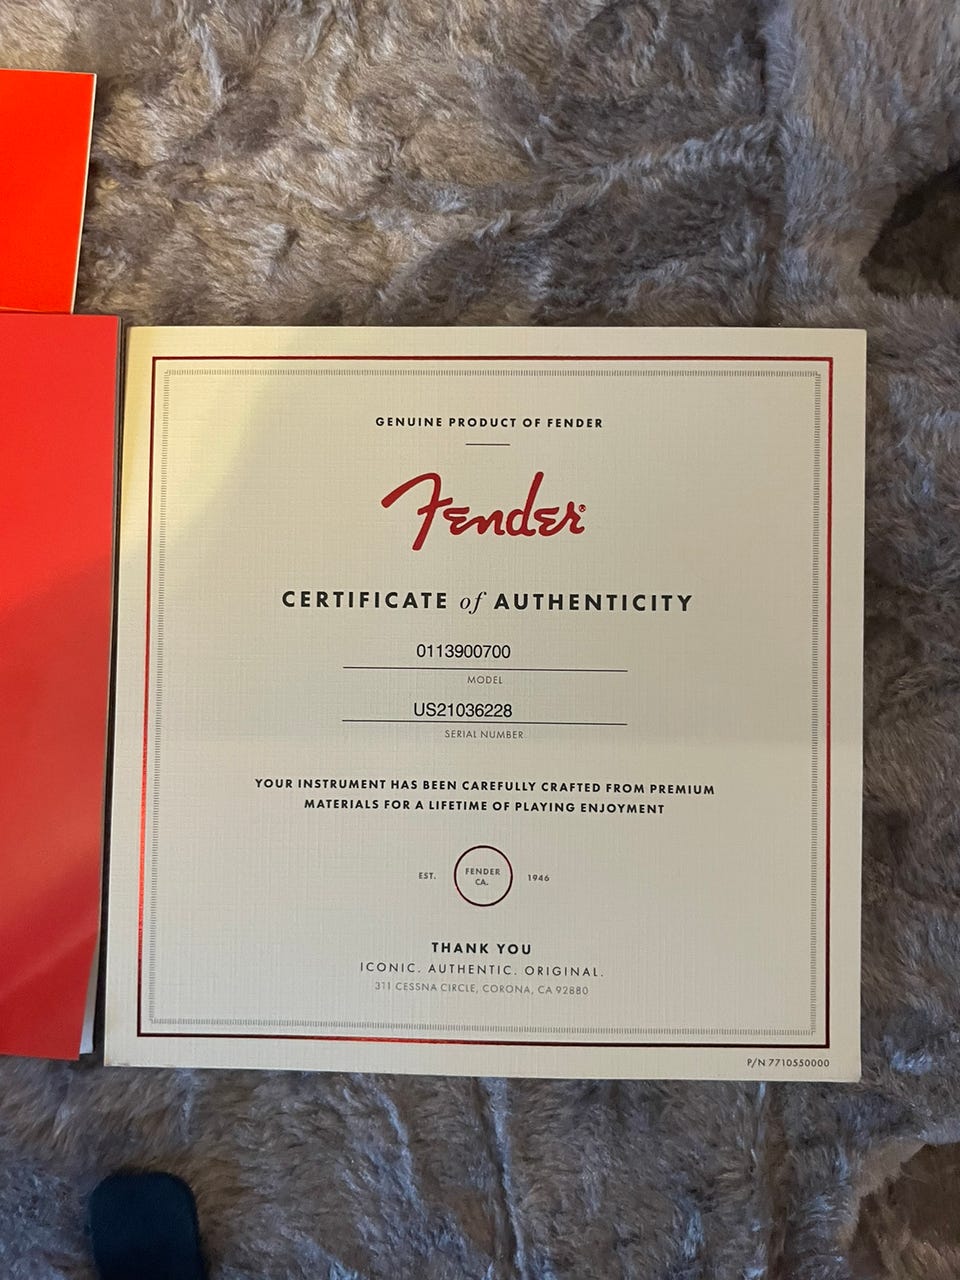 GENUINE PRODUCT OF FENDER
Fender®
CERTIFICATE of AUTHENTICITY
0113900700
MODEL
US21036228
SERIAL NUMBER
YOUR INSTRUMENT HAS BEEN CAREFULLY CRAFTED FROM PREMIUM
MATERIALS FOR A LIFETIME OF PLAYING ENJOYMENT
EST. FENDER CA. 1946
THANK YOU
ICONIC. AUTHENTIC. ORIGINAL.
311 CESSNA CIRCLE, CORONA, CA 92880
P/N 7710550000